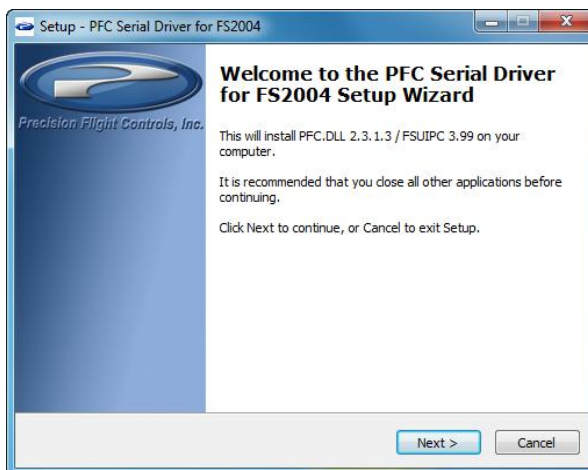 Setup - PFC Serial Driver for FS2004
Precision Flight Controls, Inc.
Welcome to the PFC Serial Driver
for FS2004 Setup Wizard
This will install PFC.DLL 2.3.1.3 / FSUIPC 3.99 on your
computer.
It is recommended that you close all other applications before
continuing.
Click Next to continue, or Cancel to exit Setup.
Next >
Cancel